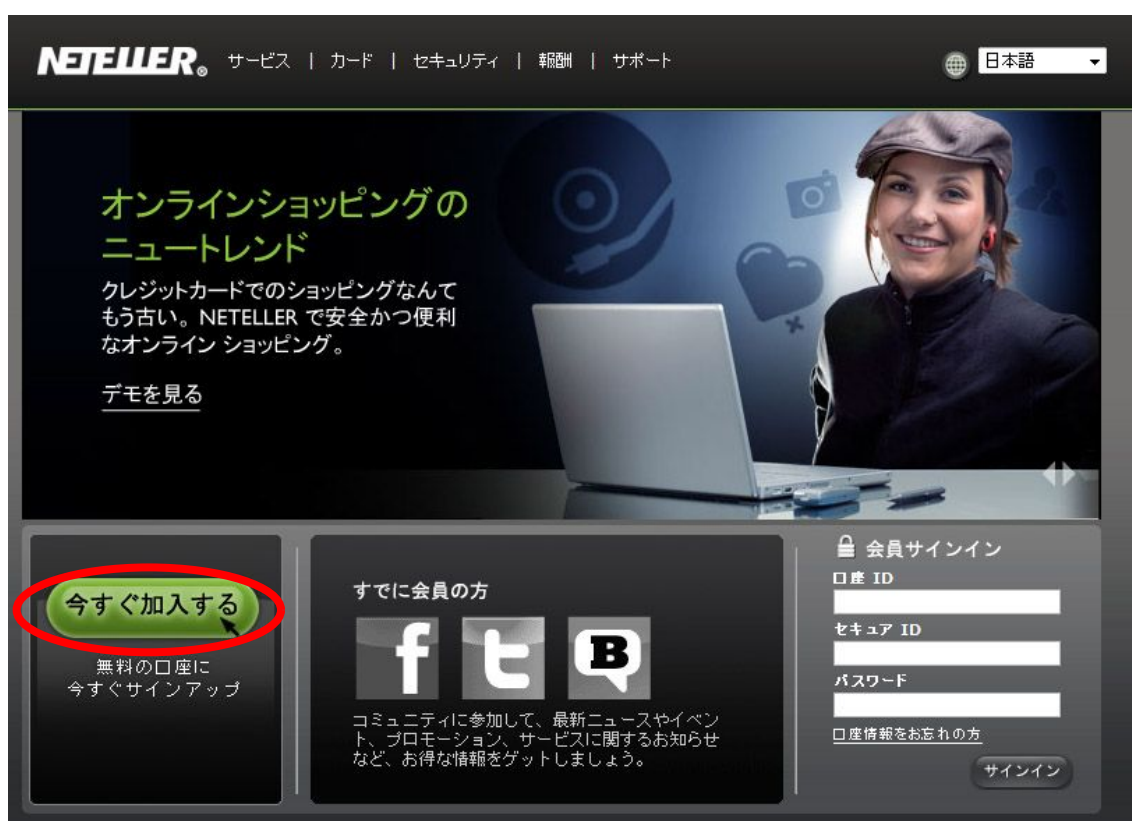 NETELLER® サービス | カード | セキュリティ | 報酬 | サポート 日本語
オンラインショッピングの
ニュートレンド
クレジットカードでのショッピングなんて
もう古い。NETELLER で安全かつ便利
なオンライン ショッピング。
デモを見る
今すぐ加入する
無料の口座に
今すぐサインアップ
すでに会員の方
f t B
コミュニティに参加して、最新ニュースやイベン
ト、プロモーション、サービスに関するお知らせ
など、お得な情報をゲットしましょう。
会員サインイン
口座 ID
セキュア ID
パスワード
口座情報をお忘れの方
サインイン